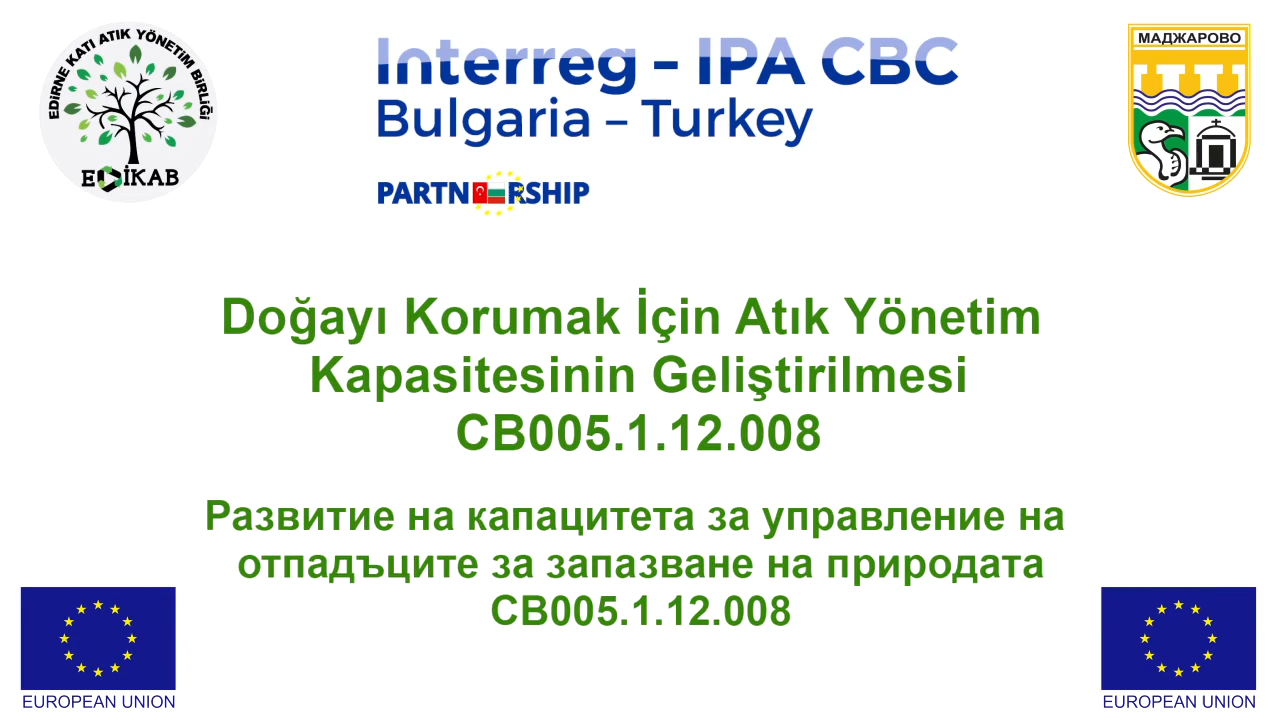 EDİRNE KATI ATIK YÖNETİM BİRLİĞİ
EDİKAB
Interreg - IPA CBC
Bulgaria – Turkey
PARTNERSHIP
МАДЖАРОВО
Doğayı Korumak İçin Atık Yönetim
Kapasitesinin Geliştirilmesi
CB005.1.12.008
Развитие на капацитета за управление на
отпадъците за запазване на природата
CB005.1.12.008
EUROPEAN UNION
EUROPEAN UNION